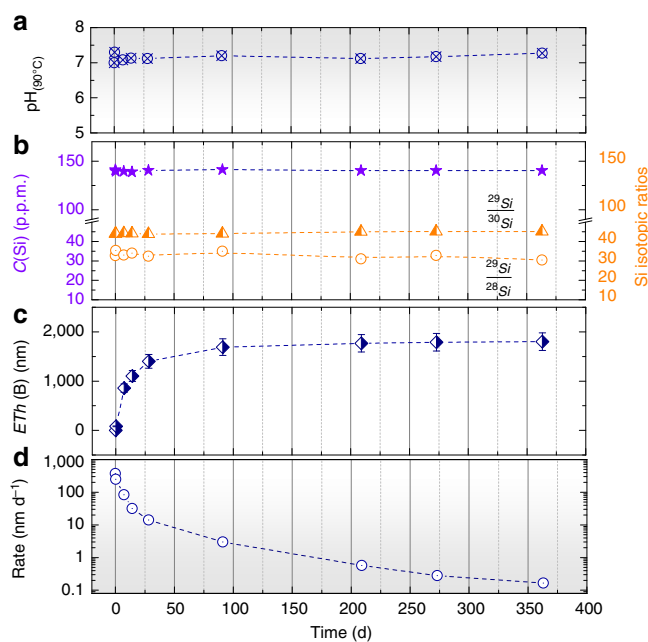 a
8
7
6
5
pH(90°C)
b
150
100
40
30
20
10
C(Si) (p.p.m.)
150
100
40
30
20
10
Si isotopic ratios
29Si
30Si
29Si
28Si
c
2,000
1,000
0
ETh (B) (nm)
d
1,000
100
10
1
0.1
Rate (nm d–1)
0 50 100 150 200 250 300 350 400
Time (d)